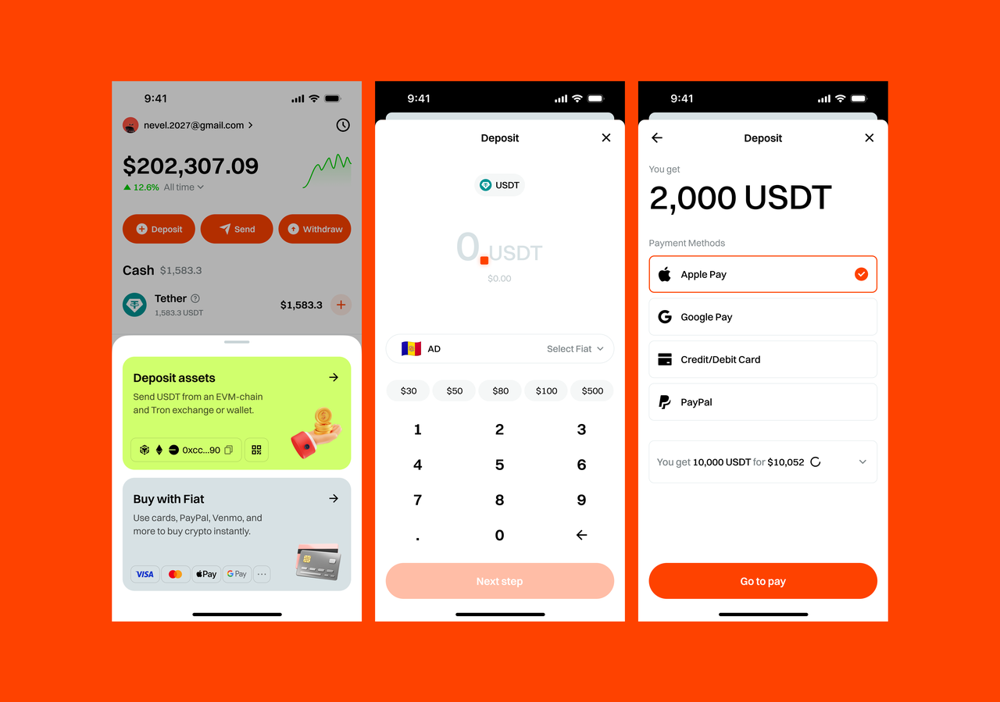 9:41
nevel.2027@gmail.com
$202,307.09
12.6% All time
Deposit
Send
Withdraw
Cash $1,583.3
Tether
1,583.3 USDT
$1,583.3
Deposit assets
Send USDT from an EVM-chain
and Tron exchange or wallet.
0xcc...90
Buy with Fiat
Use cards, PayPal, Venmo, and
more to buy crypto instantly.
VISA
Pay
G Pay
9:41
Deposit
USDT
0.USDT
$0.00
AD
Select Fiat
$30
$50
$80
$100
$500
1 2 3
4 5 6
7 8 9
. 0
Next step
9:41
Deposit
You get
2,000 USDT
Payment Methods
Apple Pay
Google Pay
Credit/Debit Card
PayPal
You get 10,000 USDT for $10,052
Go to pay